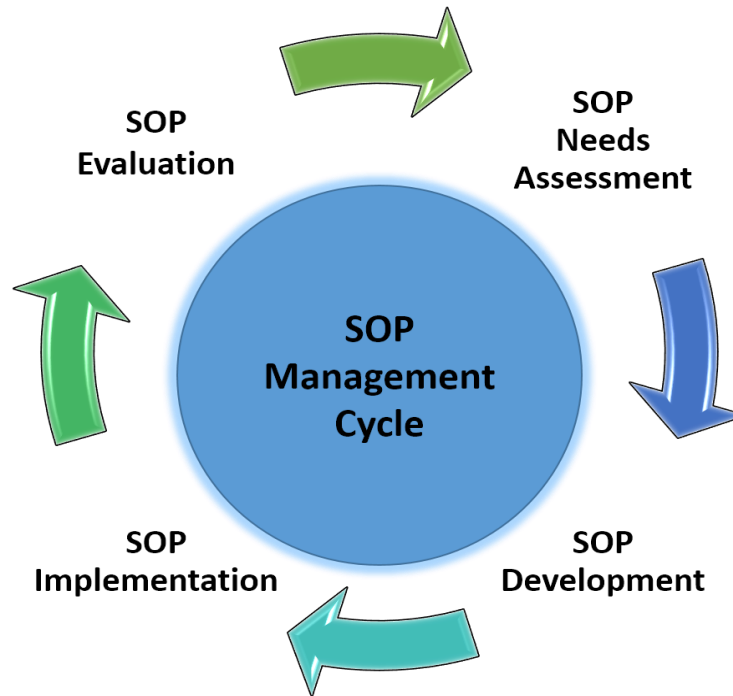 SOP
Evaluation
SOP
Needs
Assessment
SOP
Management
Cycle
SOP
Implementation
SOP
Development